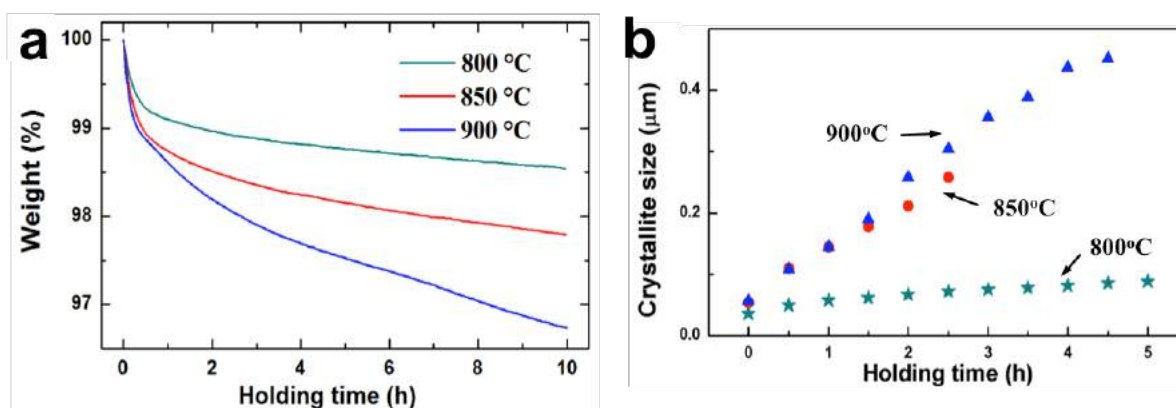 a
100
99
98
97
Weight (%)
800 °C
850 °C
900 °C
0
2
4
6
8
10
Holding time (h)
b
0.4
0.2
0.0
Crystallite size (μm)
900°C
850°C
800°C
0
1
2
3
4
5
Holding time (h)